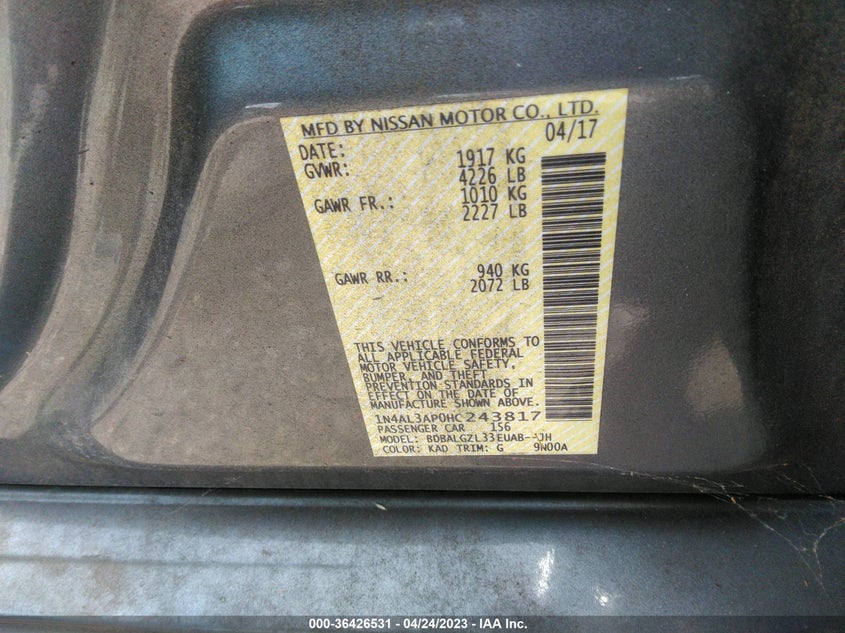 MFD BY NISSAN MOTOR CO., LTD.
DATE: 04/17
GVWR: 1917 KG
4226 LB
GAWR FR.: 1010 KG
2227 LB
GAWR RR.: 940 KG
2072 LB
THIS VEHICLE CONFORMS TO
ALL APPLICABLE FEDERAL
MOTOR VEHICLE SAFETY,
BUMPER, AND THEFT
PREVENTION STANDARDS IN
EFFECT ON THE DATE OF
MANUFACTURE SHOWN ABOVE.
1N4AL3AP0HC243817
PASSENGER CAR 156
MODEL:
COLOR: KAD TRIM: G 9N00A
000-36426531 - 04/24/2023 - IAA Inc.